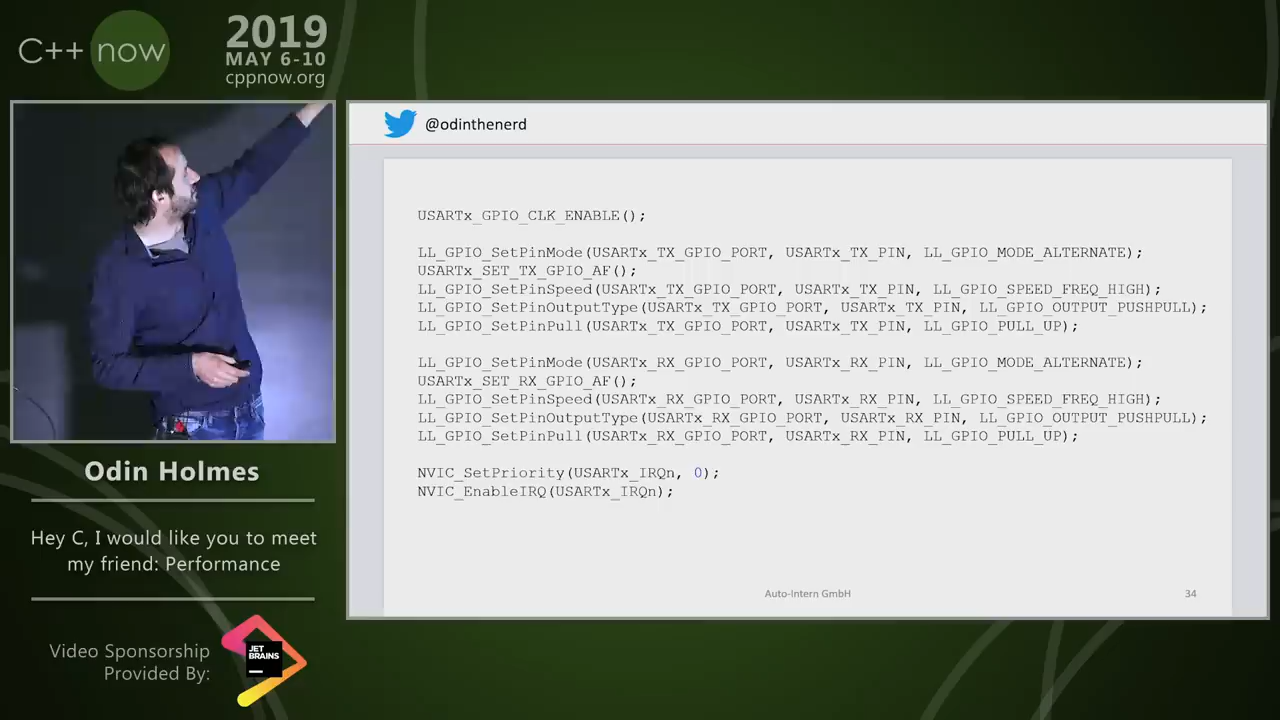 C++ now
2019
MAY 6-10
cppnow.org
@odinthenerd
USARTx_GPIO_CLK_ENABLE();
LL_GPIO_SetPinMode(USARTx_TX_GPIO_PORT, USARTx_TX_PIN, LL_GPIO_MODE_ALTERNATE);
USARTx_SET_TX_GPIO_AF();
LL_GPIO_SetPinSpeed(USARTx_TX_GPIO_PORT, USARTx_TX_PIN, LL_GPIO_SPEED_FREQ_HIGH);
LL_GPIO_SetPinOutputType(USARTx_TX_GPIO_PORT, USARTx_TX_PIN, LL_GPIO_OUTPUT_PUSHPULL);
LL_GPIO_SetPinPull(USARTx_TX_GPIO_PORT, USARTx_TX_PIN, LL_GPIO_PULL_UP);
LL_GPIO_SetPinMode(USARTx_RX_GPIO_PORT, USARTx_RX_PIN, LL_GPIO_MODE_ALTERNATE);
USARTx_SET_RX_GPIO_AF();
LL_GPIO_SetPinSpeed(USARTx_RX_GPIO_PORT, USARTx_RX_PIN, LL_GPIO_SPEED_FREQ_HIGH);
LL_GPIO_SetPinOutputType(USARTx_RX_GPIO_PORT, USARTx_RX_PIN, LL_GPIO_OUTPUT_PUSHPULL);
LL_GPIO_SetPinPull(USARTx_RX_GPIO_PORT, USARTx_RX_PIN, LL_GPIO_PULL_UP);
NVIC_SetPriority(USARTx_IRQn, 0);
NVIC_EnableIRQ(USARTx_IRQn);
Auto-Intern GmbH
34
Odin Holmes
Hey C, I would like you to meet
my friend: Performance
Video Sponsorship
Provided By:
JET
BRAINS